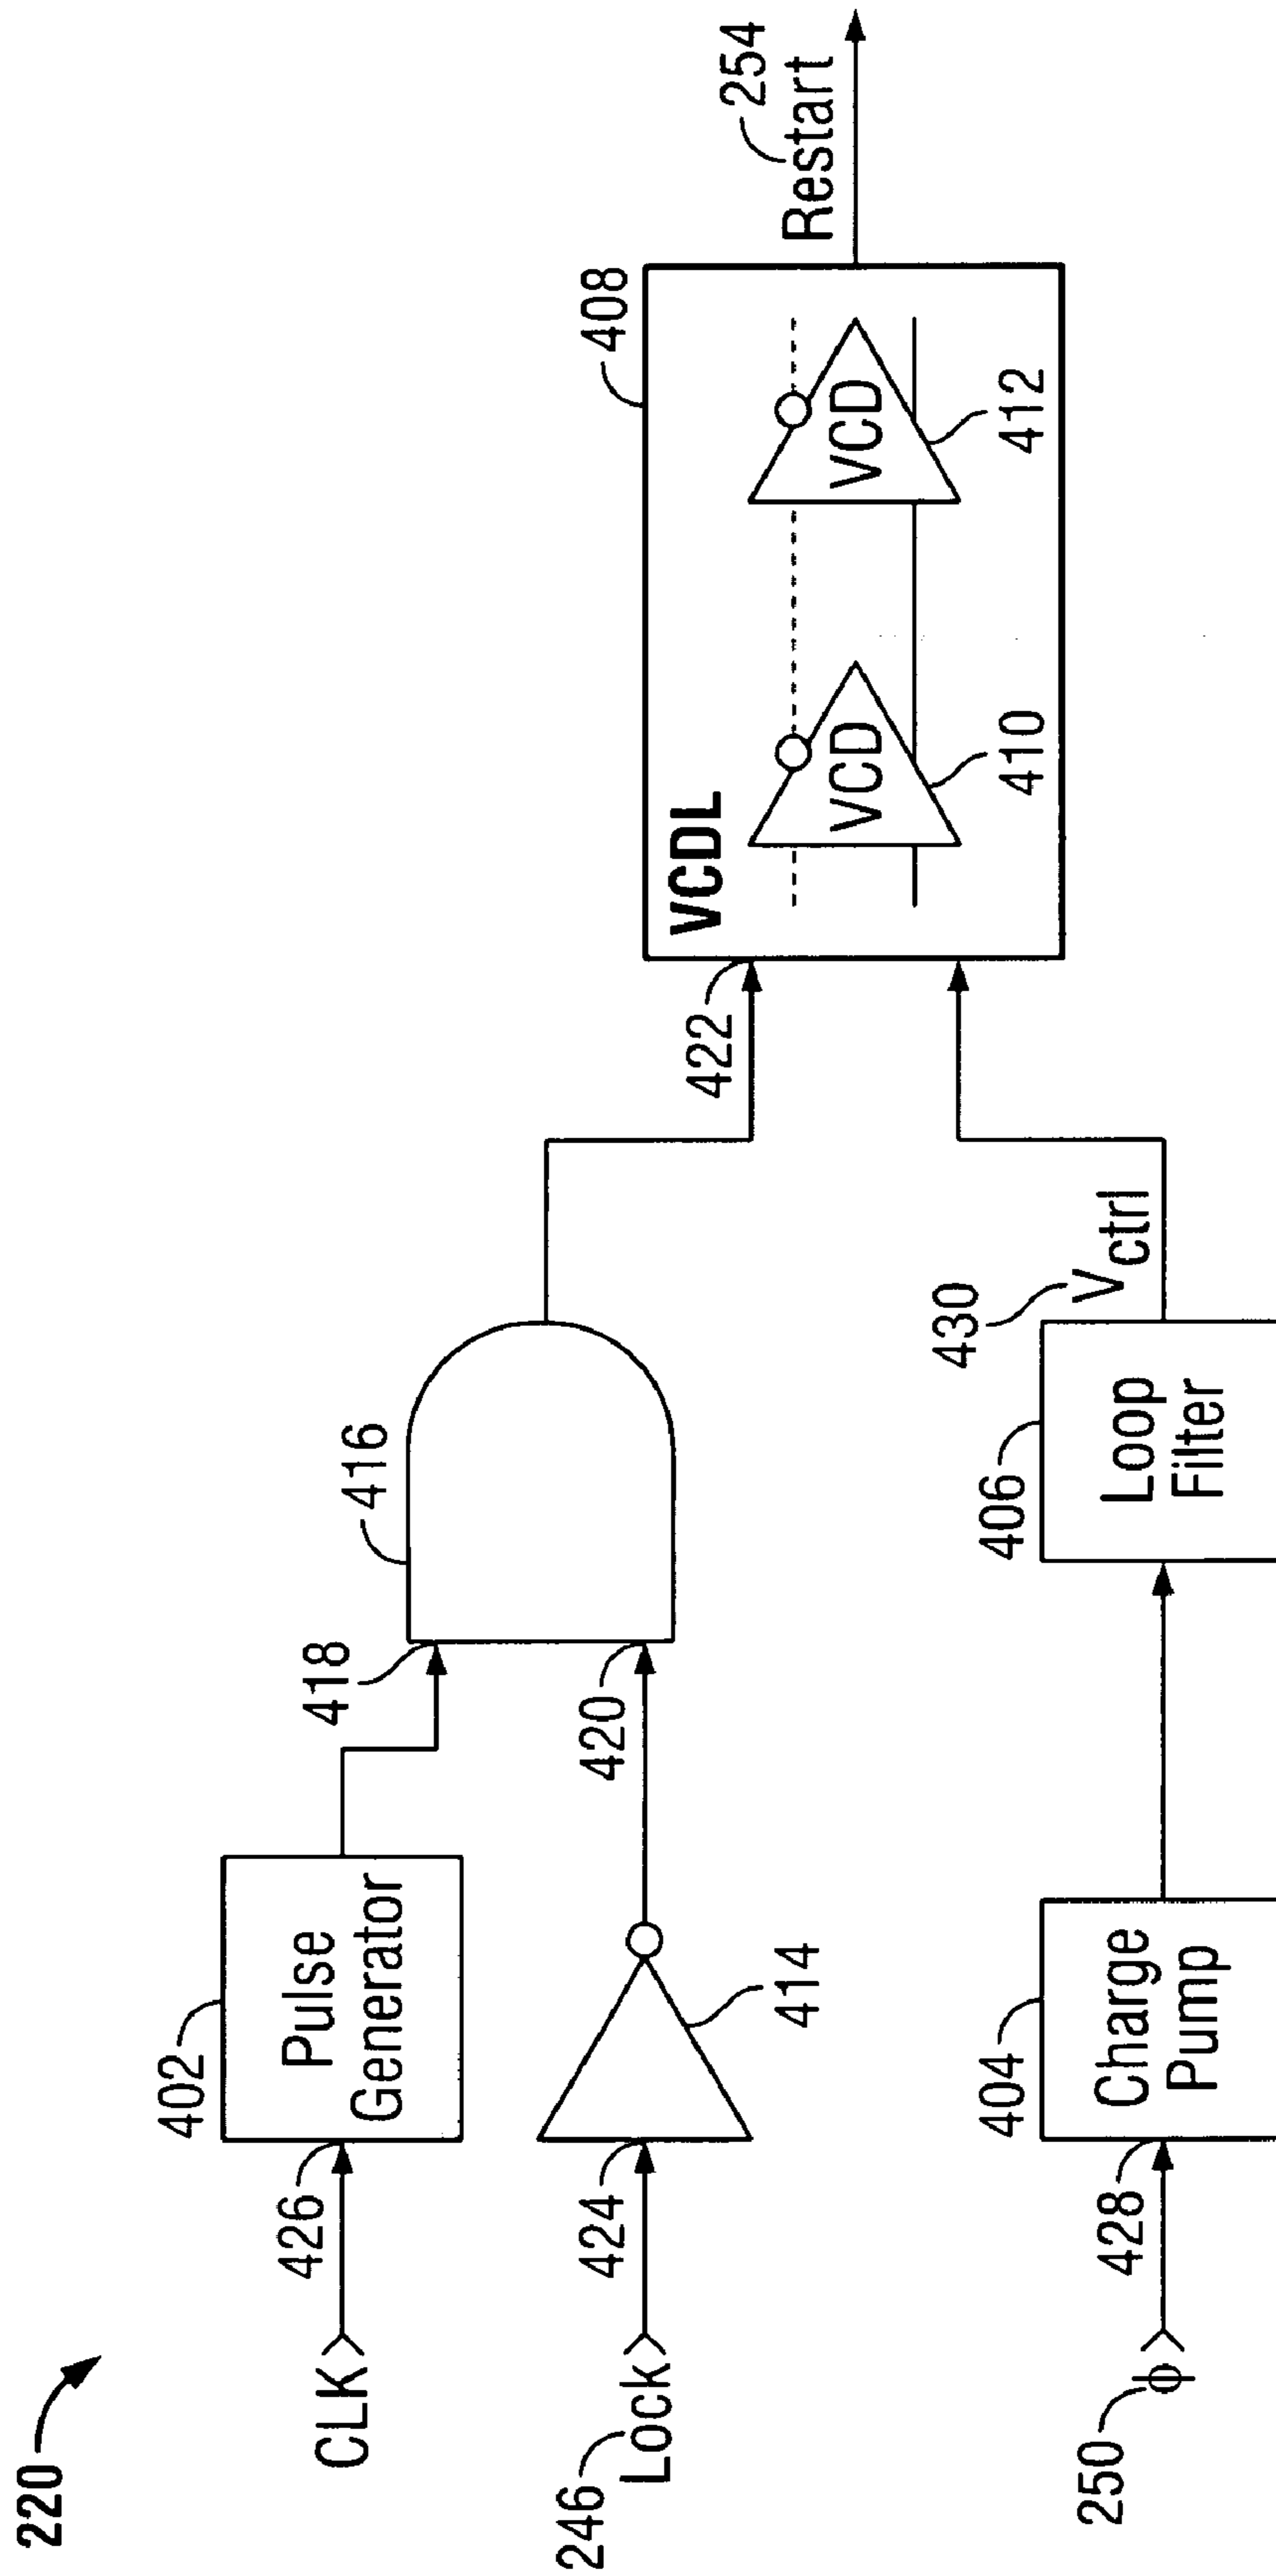 220
CLK
426
402
Pulse
Generator
418
416
246
Lock
424
414
420
422
VCDL
408
VCD
410
VCD
412
254
Restart
250
ϕ
428
404
Charge
Pump
406
Loop
Filter
430
Vctrl